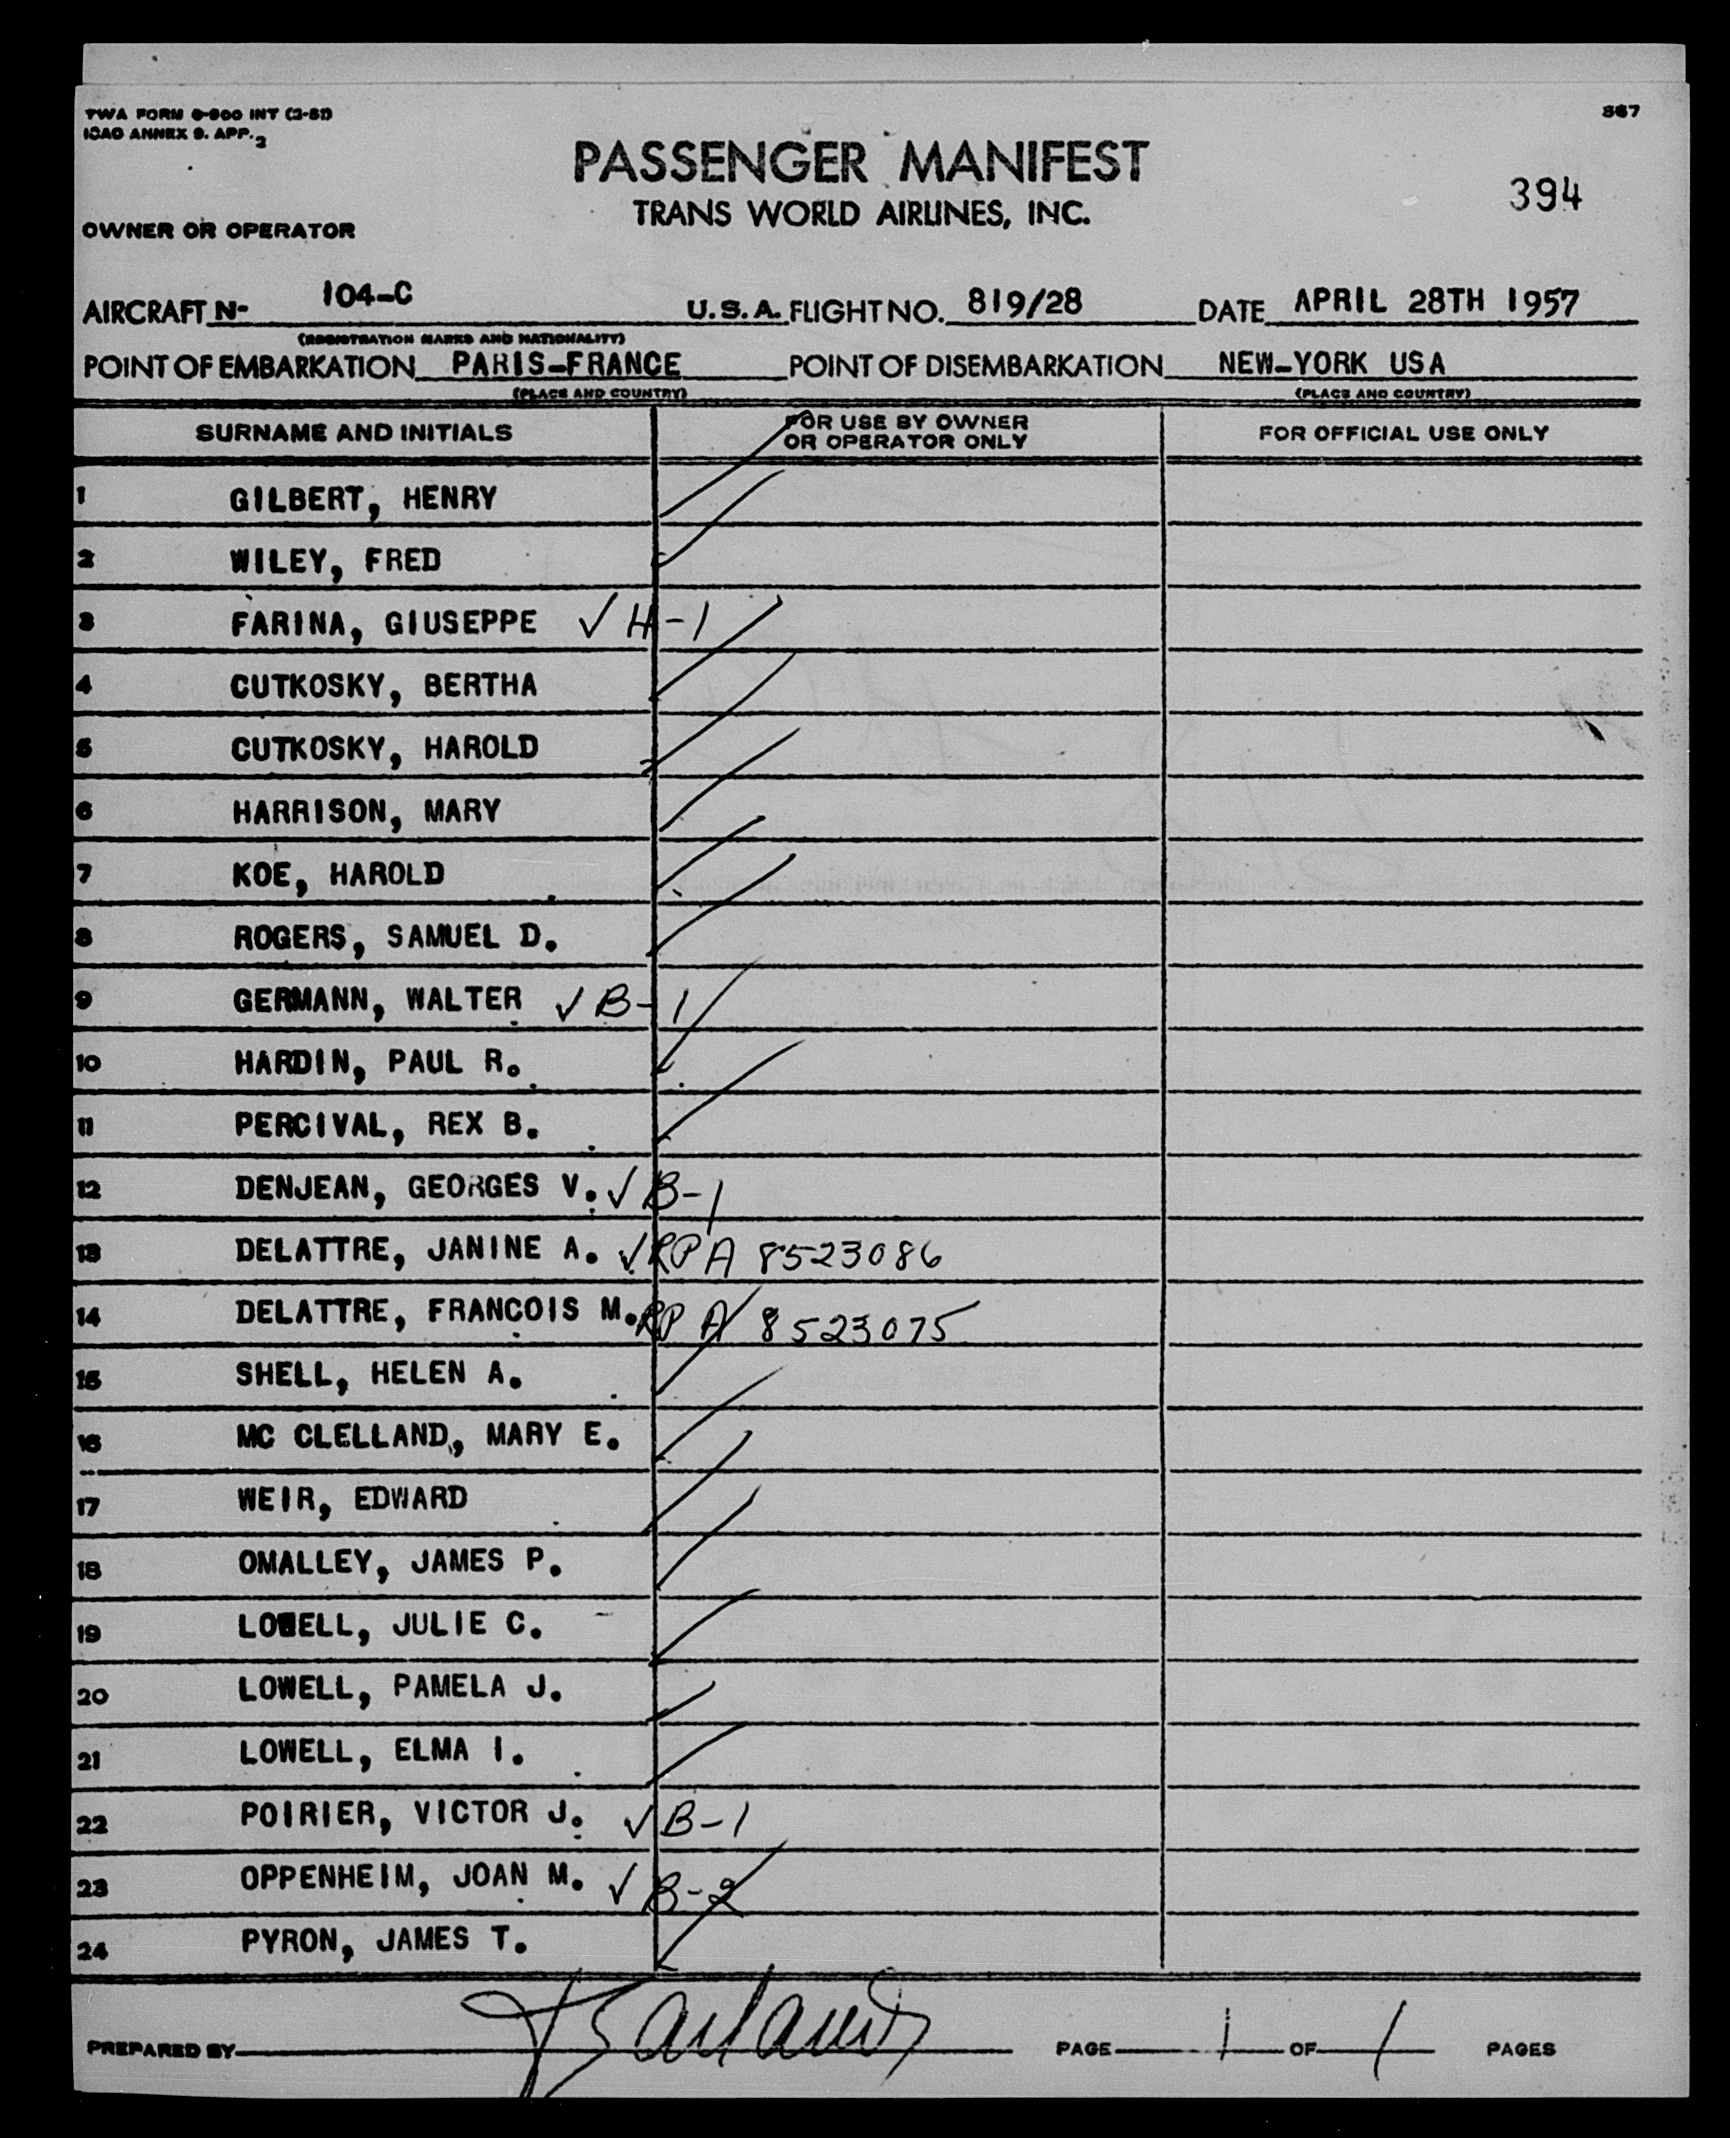 TWA FORM 0-800 INT (2-51)
ICAO ANNEX 9. APP. 2
867
PASSENGER MANIFEST
394
TRANS WORLD AIRLINES, INC.
OWNER OR OPERATOR
AIRCRAFT N- 104-C U.S.A. FLIGHT NO. 819/28 DATE APRIL 28TH 1957
(REGISTRATION MARKS AND NATIONALITY)
POINT OF EMBARKATION PARIS-FRANCE POINT OF DISEMBARKATION NEW-YORK USA
(PLACE AND COUNTRY) (PLACE AND COUNTRY)
SURNAME AND INITIALS FOR USE BY OWNER OR OPERATOR ONLY FOR OFFICIAL USE ONLY
1 GILBERT, HENRY
2 WILEY, FRED
3 FARINA, GIUSEPPE ✓ H-1
4 CUTKOSKY, BERTHA
5 CUTKOSKY, HAROLD
6 HARRISON, MARY
7 KOE, HAROLD
8 ROGERS, SAMUEL D.
9 GERMANN, WALTER ✓ B-1
10 HARDIN, PAUL R.
11 PERCIVAL, REX B.
12 DENJEAN, GEORGES V. ✓ B-1
13 DELATTRE, JANINE A. ✓ RP A 8523086
14 DELATTRE, FRANCOIS M. RP A 8523075
15 SHELL, HELEN A.
16 MC CLELLAND, MARY E.
17 WEIR, EDWARD
18 OMALLEY, JAMES P.
19 LOWELL, JULIE C.
20 LOWELL, PAMELA J.
21 LOWELL, ELMA I.
22 POIRIER, VICTOR J. ✓ B-1
23 OPPENHEIM, JOAN M. ✓ B-2
24 PYRON, JAMES T.
PREPARED BY PAGE 1 OF 1 PAGES